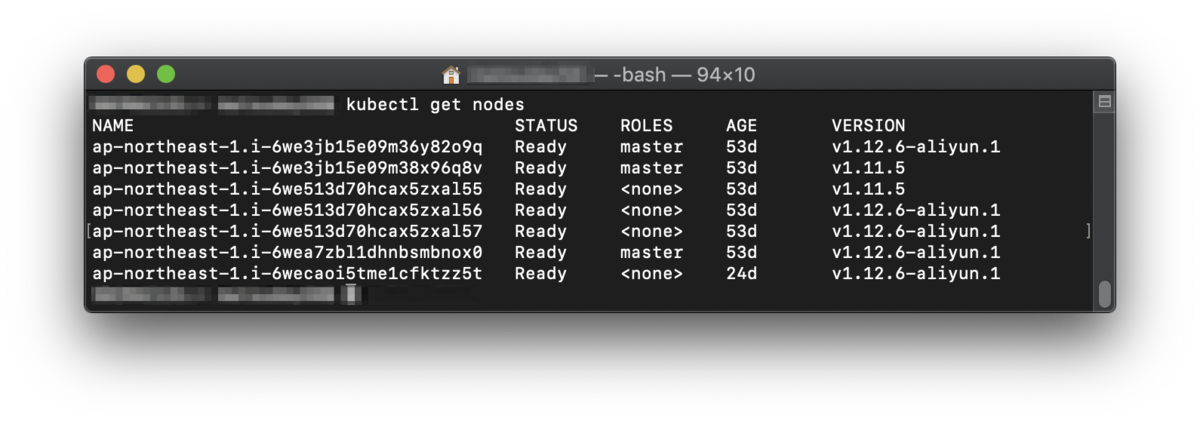 — -bash — 94×10
kubectl get nodes
NAME STATUS ROLES AGE VERSION
ap-northeast-1.i-6we3jb15e09m36y82o9q Ready master 53d v1.12.6-aliyun.1
ap-northeast-1.i-6we3jb15e09m38x96q8v Ready master 53d v1.11.5
ap-northeast-1.i-6we513d70hcax5zxal55 Ready <none> 53d v1.11.5
ap-northeast-1.i-6we513d70hcax5zxal56 Ready <none> 53d v1.12.6-aliyun.1
[ap-northeast-1.i-6we513d70hcax5zxal57 Ready <none> 53d v1.12.6-aliyun.1 ]
ap-northeast-1.i-6wea7zbl1dhnbsmbnox0 Ready master 53d v1.12.6-aliyun.1
ap-northeast-1.i-6wecaoi5tme1cfktzz5t Ready <none> 24d v1.12.6-aliyun.1